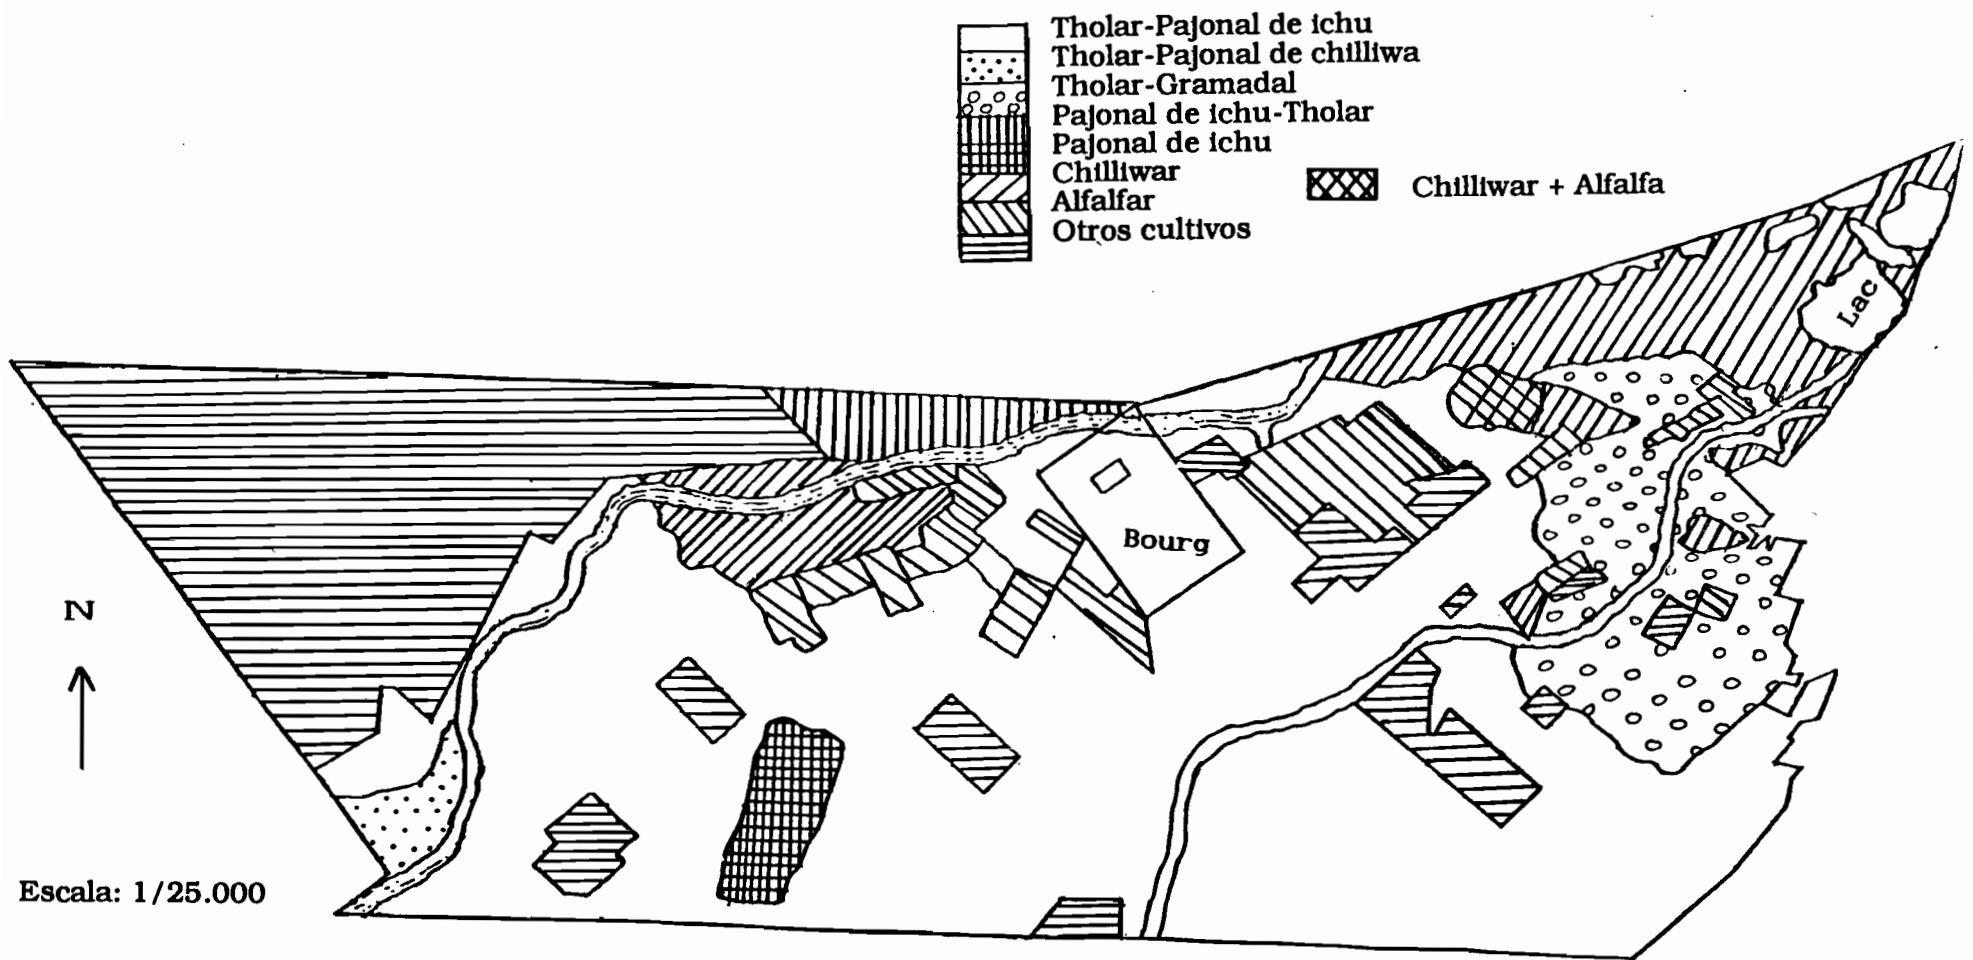 Tholar-Pajonal de ichu
Tholar-Pajonal de chilliwa
Tholar-Gramadal
Pajonal de ichu-Tholar
Pajonal de ichu
Chilliwar
Alfalfar
Otros cultivos
Chilliwar + Alfalfa
Lac
Bourg
N
Escala: 1/25.000